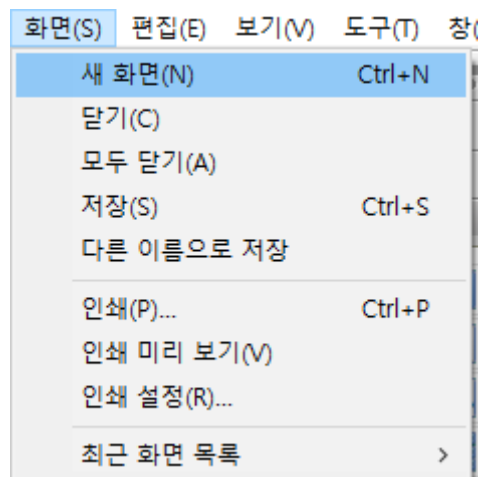 화면(S) 편집(E) 보기(V) 도구(T) 창(
새 화면(N) Ctrl+N
닫기(C)
모두 닫기(A)
저장(S) Ctrl+S
다른 이름으로 저장
인쇄(P)... Ctrl+P
인쇄 미리 보기(V)
인쇄 설정(R)...
최근 화면 목록 >